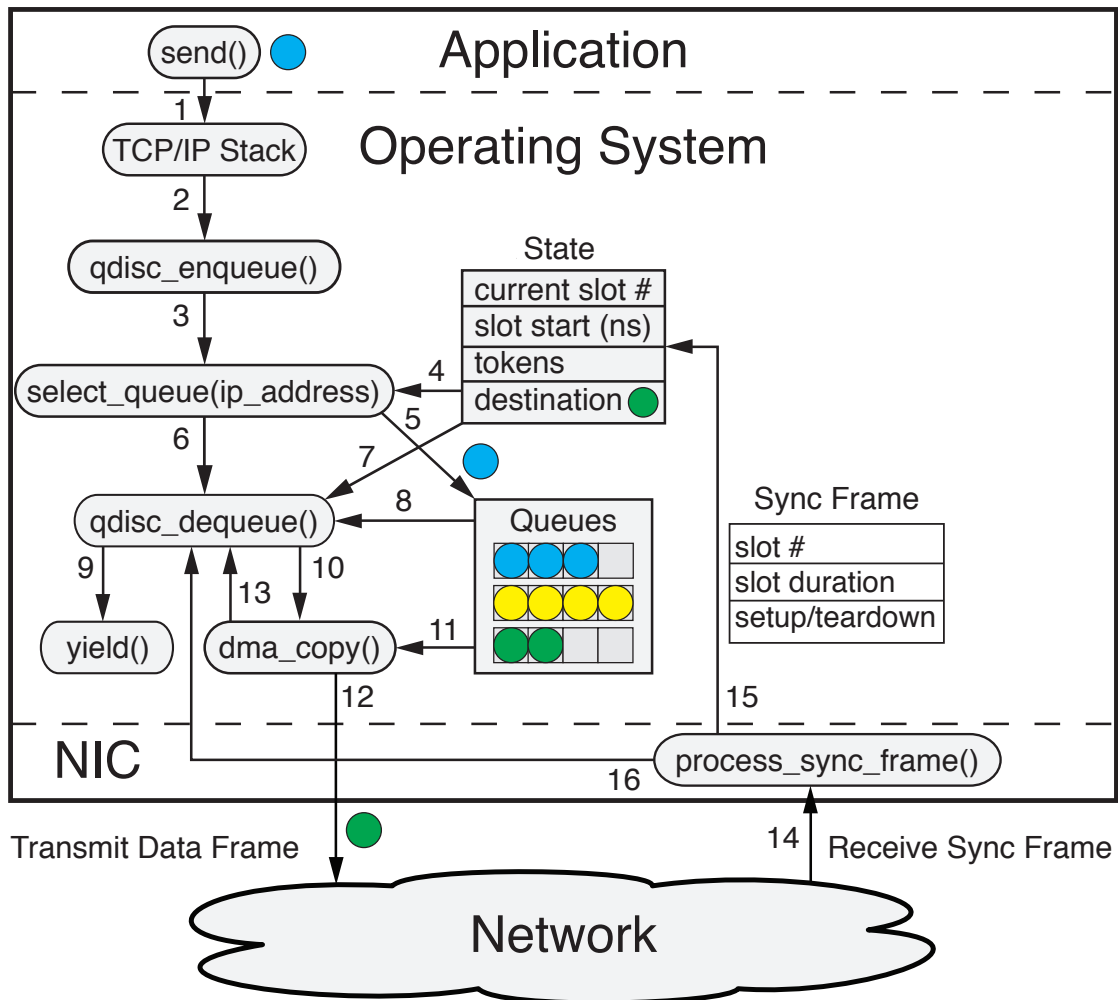 send()
Application
1
TCP/IP Stack
Operating System
2
qdisc_enqueue()
State
current slot #
slot start (ns)
tokens
destination
3
select_queue(ip_address)
4
5
6
7
qdisc_dequeue()
8
Queues
Sync Frame
slot #
slot duration
setup/teardown
9
13
10
yield()
dma_copy()
11
12
15
NIC
process_sync_frame()
16
Transmit Data Frame
14
Receive Sync Frame
Network